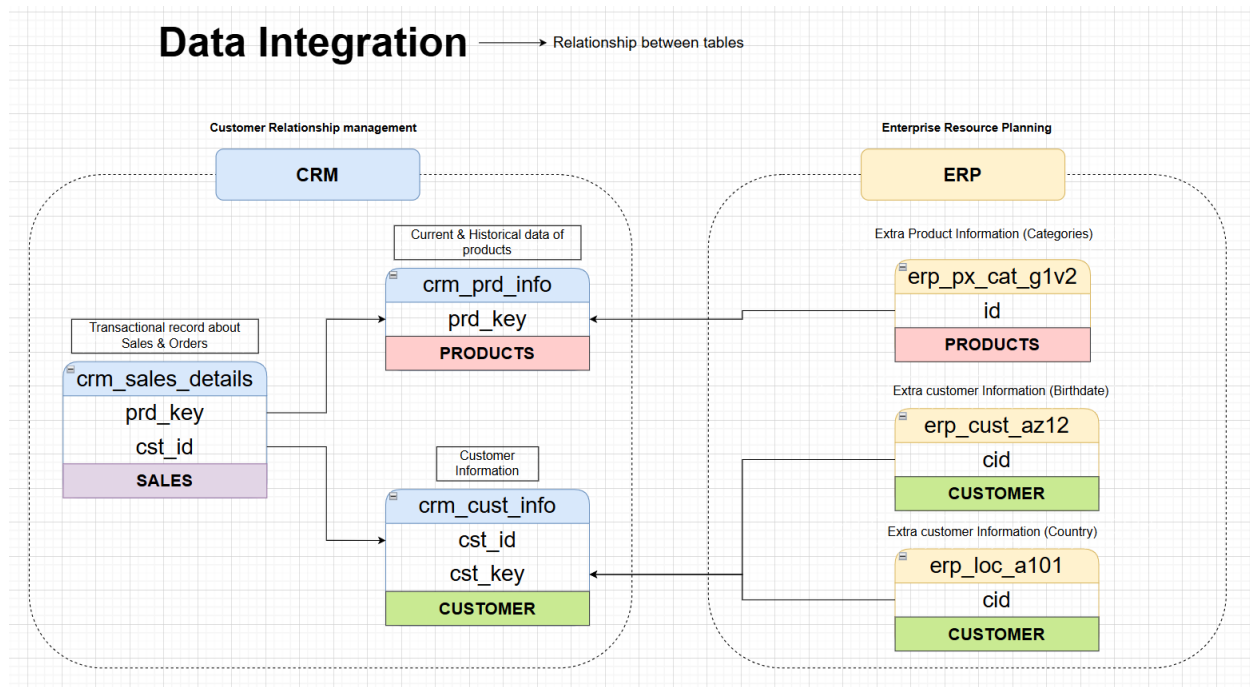 Data Integration
Relationship between tables
Customer Relationship management
CRM
Current & Historical data of
products
crm_prd_info
prd_key
PRODUCTS
Transactional record about
Sales & Orders
crm_sales_details
prd_key
cst_id
SALES
Customer
Information
crm_cust_info
cst_id
cst_key
CUSTOMER
Enterprise Resource Planning
ERP
Extra Product Information (Categories)
erp_px_cat_g1v2
id
PRODUCTS
Extra customer Information (Birthdate)
erp_cust_az12
cid
CUSTOMER
Extra customer Information (Country)
erp_loc_a101
cid
CUSTOMER